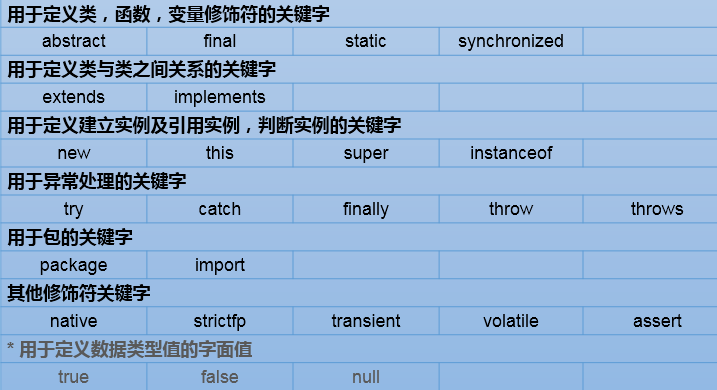 用于定义类，函数，变量修饰符的关键字
abstract final static synchronized
用于定义类与类之间关系的关键字
extends implements
用于定义建立实例及引用实例，判断实例的关键字
new this super instanceof
用于异常处理的关键字
try catch finally throw throws
用于包的关键字
package import
其他修饰符关键字
native strictfp transient volatile assert
* 用于定义数据类型值的字面值
true false null